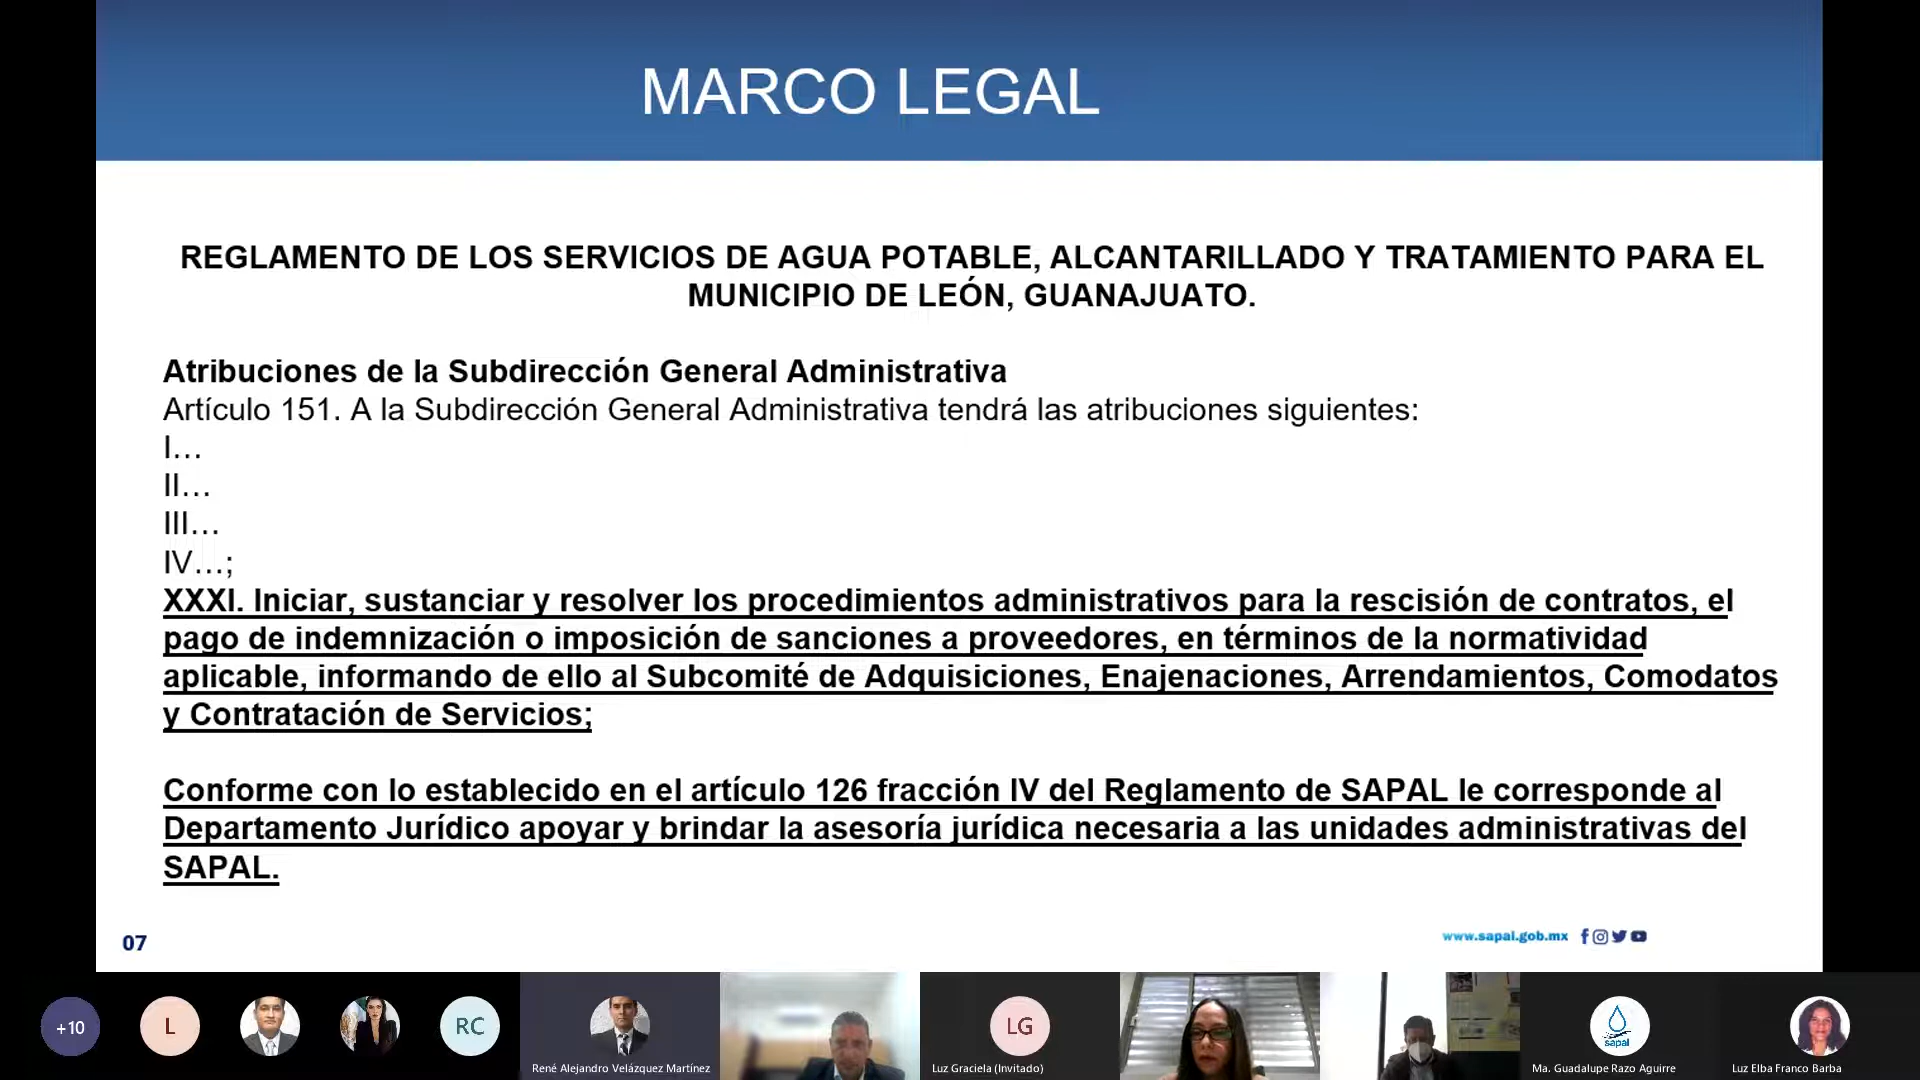 MARCO LEGAL
REGLAMENTO DE LOS SERVICIOS DE AGUA POTABLE, ALCANTARILLADO Y TRATAMIENTO PARA EL
MUNICIPIO DE LEÓN, GUANAJUATO.
Atribuciones de la Subdirección General Administrativa
Artículo 151. A la Subdirección General Administrativa tendrá las atribuciones siguientes:
I…
II…
III…
IV…;
XXXI. Iniciar, sustanciar y resolver los procedimientos administrativos para la rescisión de contratos, el
pago de indemnización o imposición de sanciones a proveedores, en términos de la normatividad
aplicable, informando de ello al Subcomité de Adquisiciones, Enajenaciones, Arrendamientos, Comodatos
y Contratación de Servicios;
Conforme con lo establecido en el artículo 126 fracción IV del Reglamento de SAPAL le corresponde al
Departamento Jurídico apoyar y brindar la asesoría jurídica necesaria a las unidades administrativas del
SAPAL.
07
www.sapal.gob.mx
+10
L
RC
René Alejandro Velázquez Martínez
LG
Luz Graciela (Invitado)
sapal
Ma. Guadalupe Razo Aguirre
Luz Elba Franco Barba